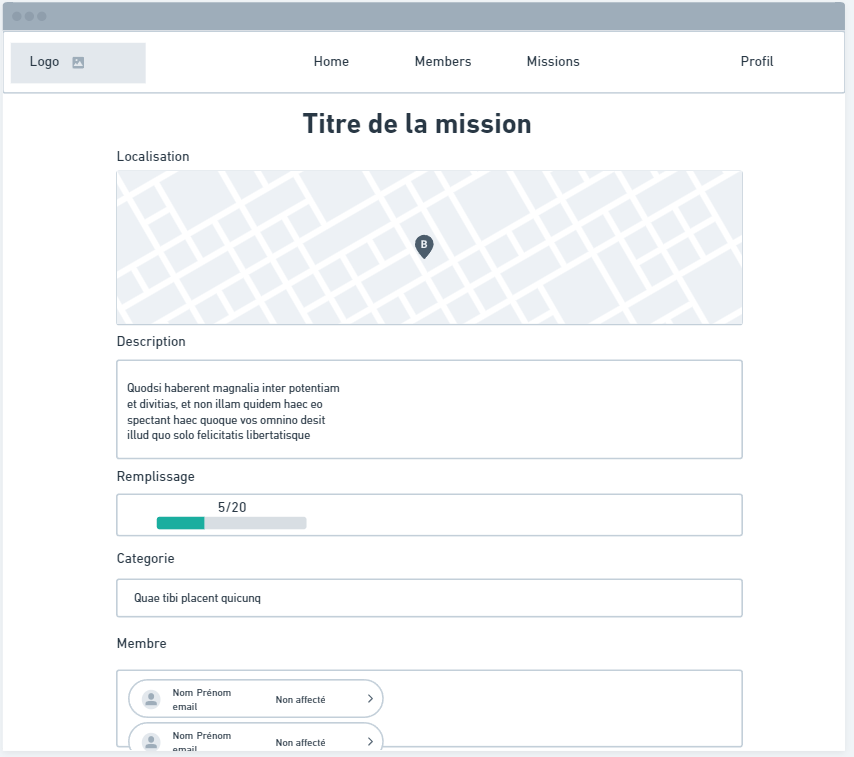 Logo
Home Members Missions Profil
Titre de la mission
Localisation
B
Description
Quodsi haberent magnalia inter potentiam
et divitias, et non illam quidem haec eo
spectant haec quoque vos omnino desit
illud quo solo felicitatis libertatisque
Remplissage
5/20
Categorie
Quae tibi placent quicunq
Membre
Nom Prénom
email
Non affecté
Nom Prénom
email
Non affecté